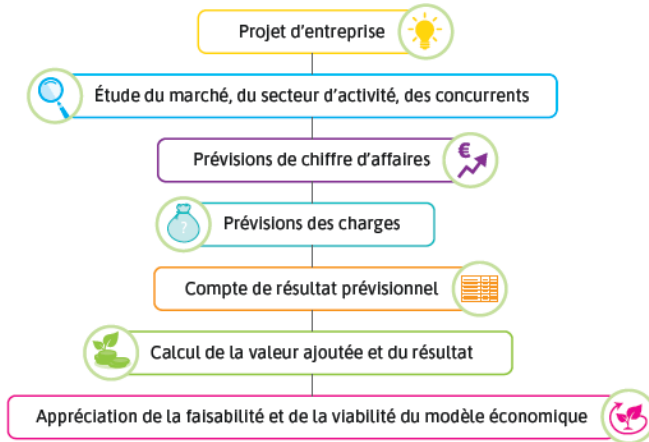 Projet d'entreprise
Étude du marché, du secteur d'activité, des concurrents
Prévisions de chiffre d'affaires
€
?
Prévisions des charges
Compte de résultat prévisionnel
Calcul de la valeur ajoutée et du résultat
Appréciation de la faisabilité et de la viabilité du modèle économique